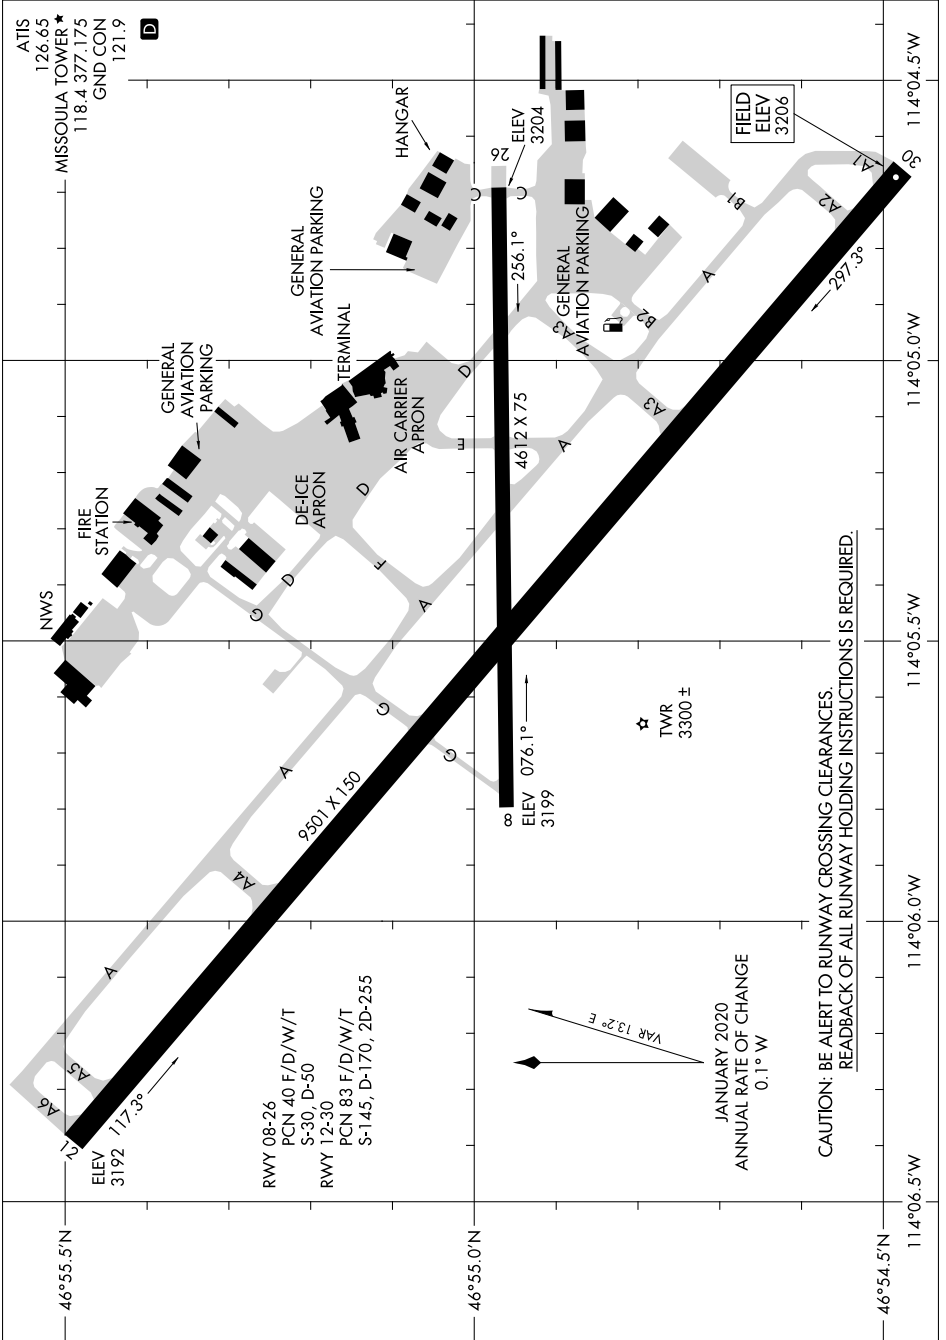 ATIS
126.65
MISSOULA TOWER★
118.4 377.175
GND CON
121.9
D
114°04.5'W
114°05.0'W
114°05.5'W
114°06.0'W
114°06.5'W
46°55.5'N
46°55.0'N
46°54.5'N
FIELD
ELEV
3206
HANGAR
GENERAL
AVIATION PARKING
TERMINAL
AIR CARRIER
APRON
GENERAL
AVIATION
PARKING
FIRE
STATION
DE-ICE
APRON
NWS
26
ELEV
3204
256.1°
4612 X 75
GENERAL
AVIATION PARKING
C
C
D
D
D
E
F
G
G
G
A
A
A
A
A
A
A1
A2
A3
A3
A4
A5
A6
B1
B2
30
297.3°
9501 X 150
8
ELEV
3199
076.1°
TWR
3300 ±
12
ELEV
3192
117.3°
RWY 08-26
PCN 40 F/D/W/T
S-30, D-50
RWY 12-30
PCN 83 F/D/W/T
S-145, D-170, 2D-255
VAR 13.2° E
JANUARY 2020
ANNUAL RATE OF CHANGE
0.1° W
CAUTION: BE ALERT TO RUNWAY CROSSING CLEARANCES.
READBACK OF ALL RUNWAY HOLDING INSTRUCTIONS IS REQUIRED.